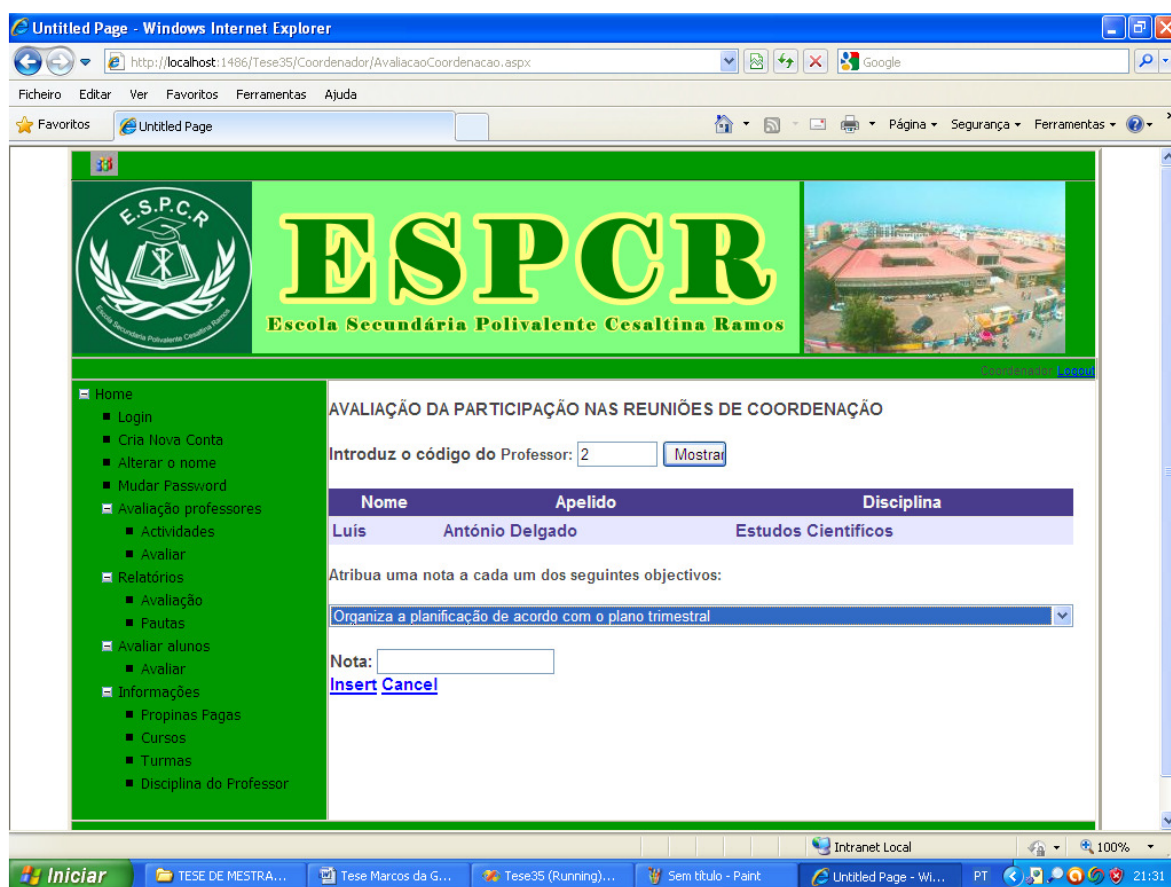 Untitled Page - Windows Internet Explorer
http://localhost:1486/Tese35/Coordenador/AvaliacaoCoordenacao.aspx
Google
Ficheiro Editar Ver Favoritos Ferramentas Ajuda
Favoritos Untitled Page Página Segurança Ferramentas
E.S.P.C.R
Escola Secundária Polivalente Cesaltina Ramos
ESPCR
Escola Secundária Polivalente Cesaltina Ramos
Coordenador Logout
Home
Login
Cria Nova Conta
Alterar o nome
Mudar Password
Avaliação professores
Actividades
Avaliar
Relatórios
Avaliação
Pautas
Avaliar alunos
Avaliar
Informações
Propinas Pagas
Cursos
Turmas
Disciplina do Professor
AVALIAÇÃO DA PARTICIPAÇÃO NAS REUNIÕES DE COORDENAÇÃO
Introduz o código do Professor: 2 Mostrar
Nome Apelido Disciplina
Luís António Delgado Estudos Cientificos
Atribua uma nota a cada um dos seguintes objectivos:
Organiza a planificação de acordo com o plano trimestral
Nota:
Insert Cancel
Intranet Local 100%
Iniciar TESE DE MESTRA... Tese Marcos da G... Tese35 (Running)... Sem título - Paint Untitled Page - Wi... PT 21:31